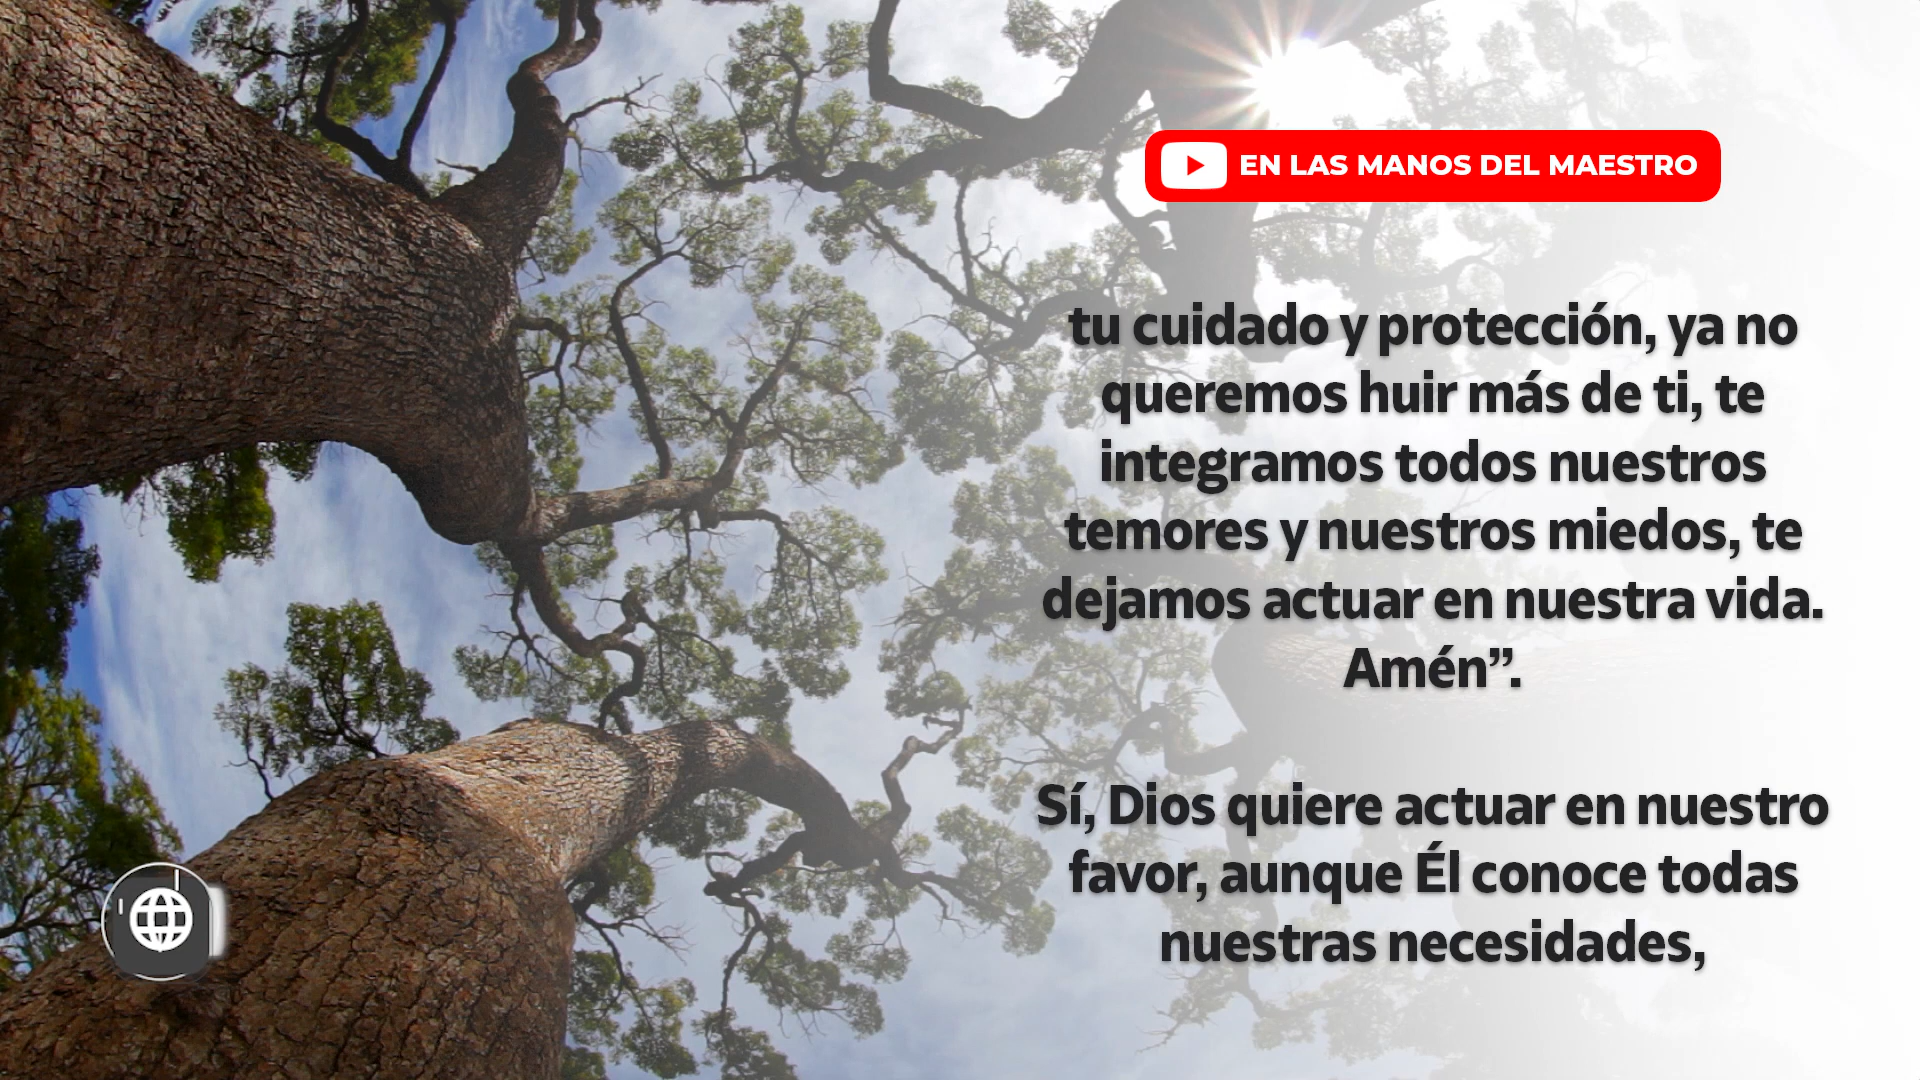 EN LAS MANOS DEL MAESTRO
tu cuidado y protección, ya no
queremos huir más de ti, te
integramos todos nuestros
temores y nuestros miedos, te
dejamos actuar en nuestra vida.
Amén”.
Sí, Dios quiere actuar en nuestro
favor, aunque Él conoce todas
nuestras necesidades,